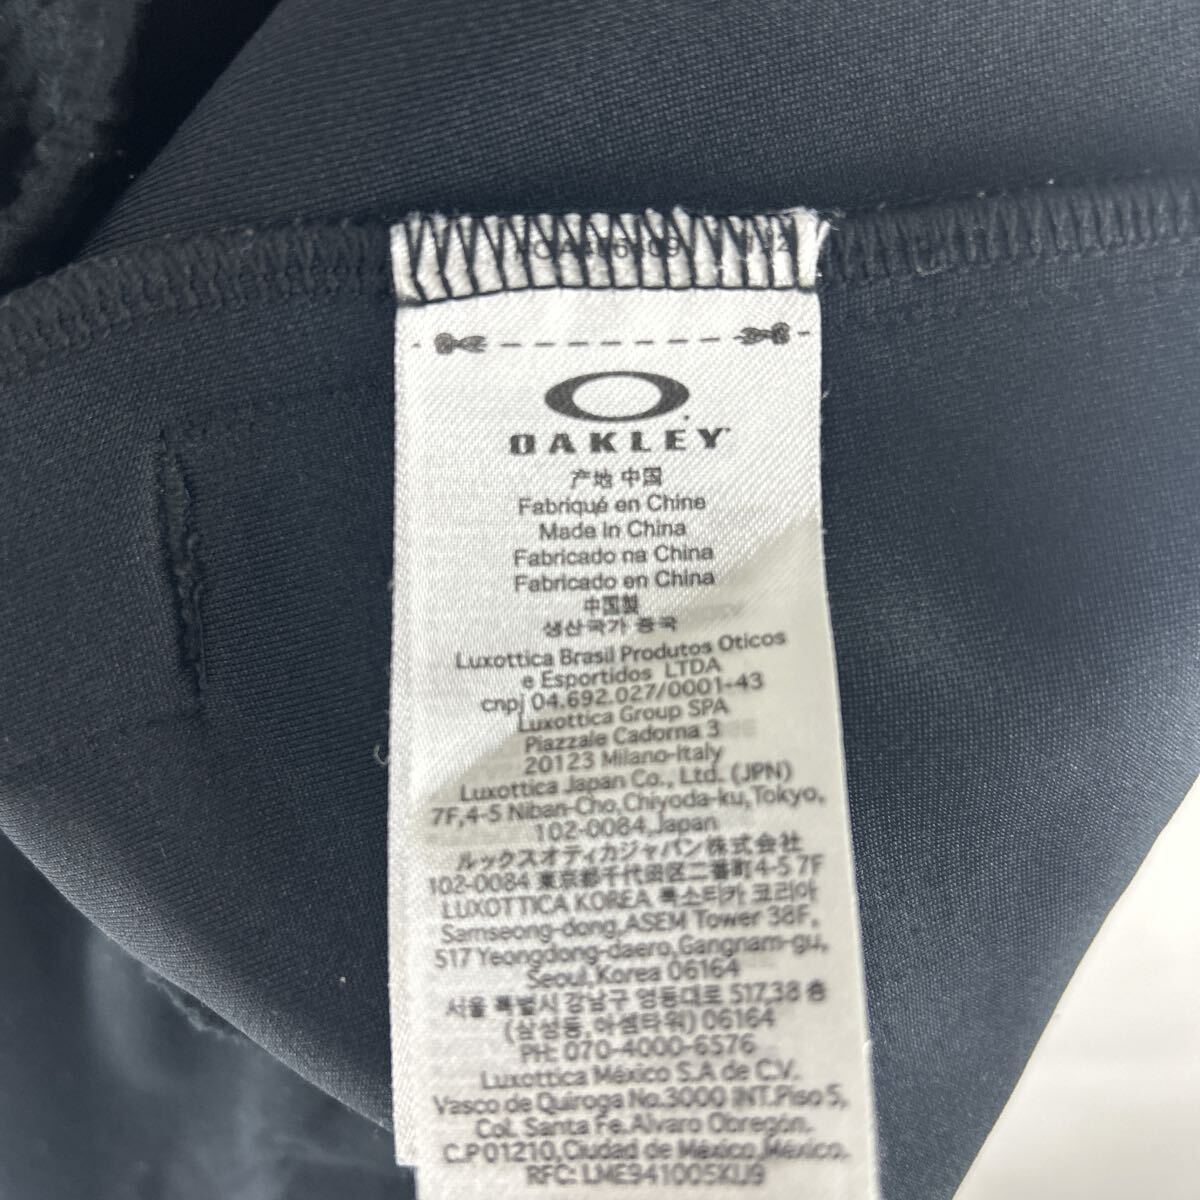 OAKLEY
产地 中国
Fabriqué en Chine
Made in China
Fabricado na China
Fabricado en China
中国製
생산국가 중국
Luxottica Brasil Produtos Oticos
e Esportidos LTDA
cnpj 04.692.027/0001-43
Luxottica Group SPA
Piazzale Cadorna 3
20123 Milano-Italy
Luxottica Japan Co., Ltd. (JPN)
7F,4-5 Niban-Cho,Chiyoda-ku,Tokyo,
102-0084,Japan
ルックスオティカジャパン株式会社
102-0084 東京都千代田区二番町4-5 7F
LUXOTTICA KOREA 룩소티카 코리아
Samseong-dong,ASEM Tower 38F,
517 Yeongdong-daero,Gangnam-gu,
Seoul,Korea 06164
서울 특별시 강남구 영동대로 517,38 층
(삼성동,아셈타워) 06164
PH: 070-4000-6576
Luxottica México S.A de C.V.
Vasco de Quiroga No.3000 INT.Piso 5,
Col. Santa Fe.Alvaro Obregón.
C.P 01210,Ciudad de México,México.
RFC: LME941005KU9